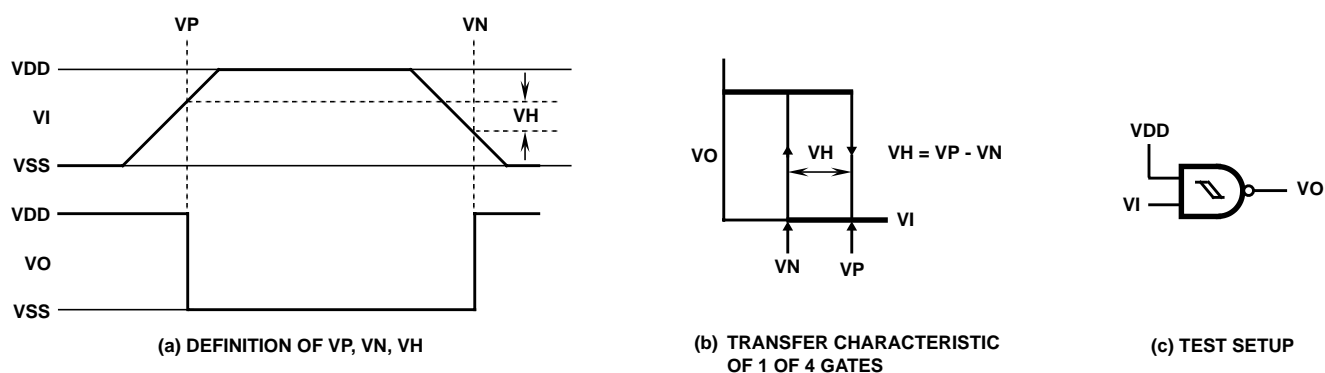 VP
VN
VDD
VI
VH
VSS
VDD
VO
VSS
(a) DEFINITION OF VP, VN, VH
VO
VH
VH = VP - VN
VI
VN
VP
(b) TRANSFER CHARACTERISTIC
OF 1 OF 4 GATES
VDD
VI
VO
(c) TEST SETUP